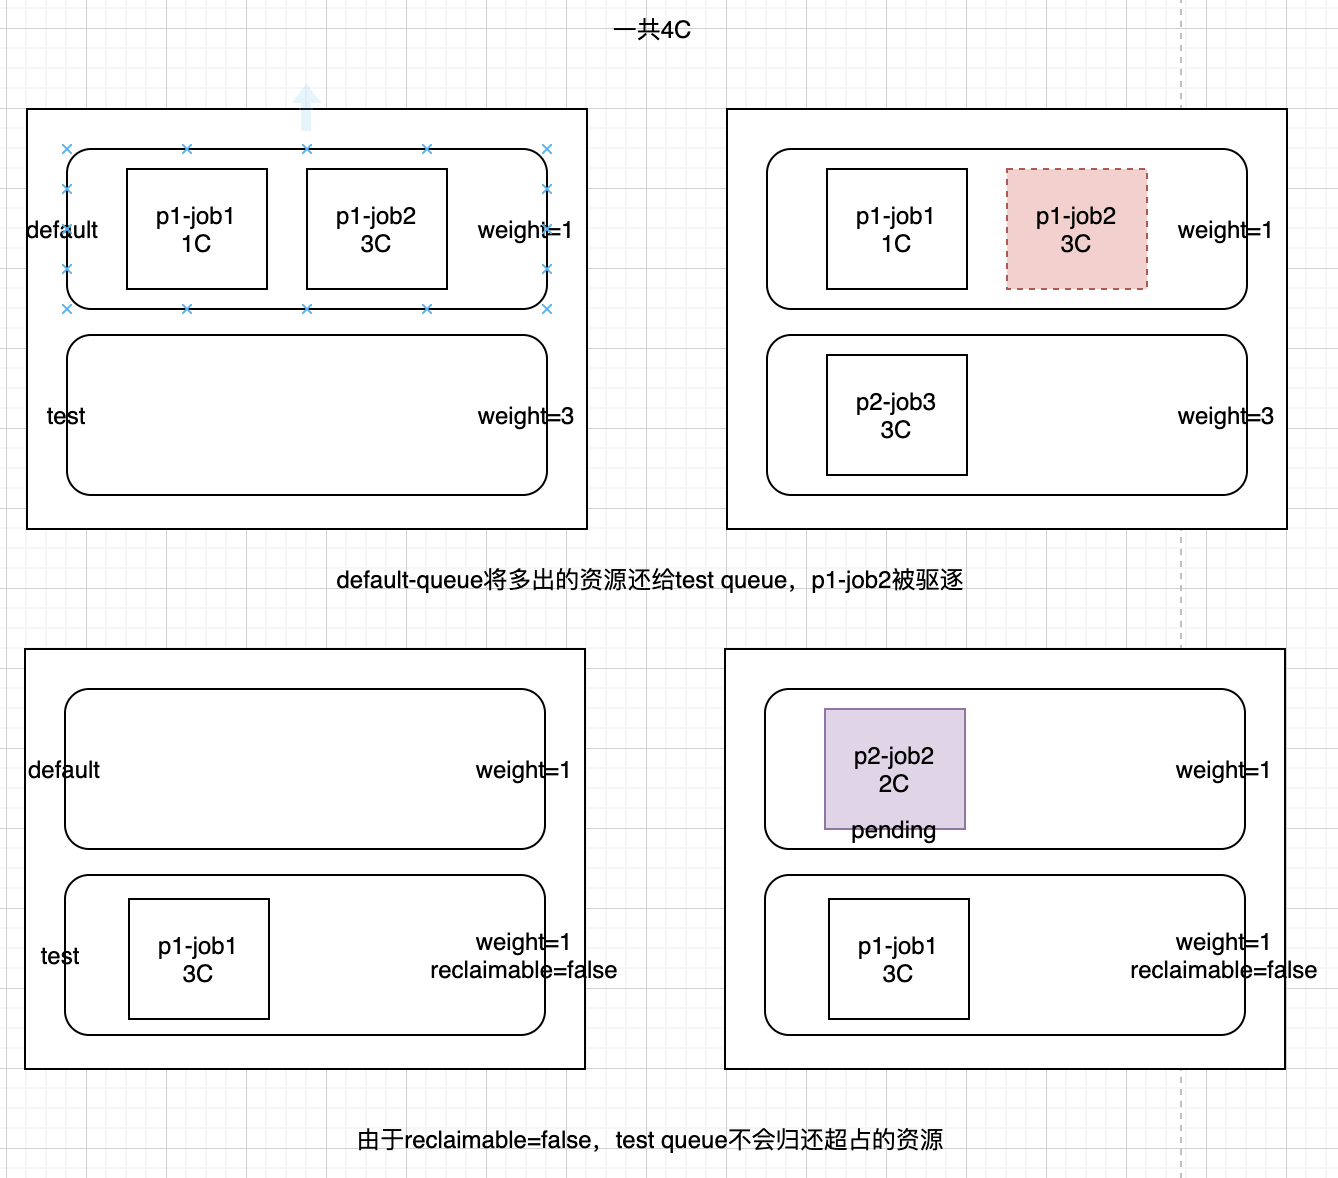 一共4C
default
p1-job1
1C
p1-job2
3C
weight=1
test
weight=3
p1-job1
1C
p1-job2
3C
weight=1
p2-job3
3C
weight=3
default-queue将多出的资源还给test queue，p1-job2被驱逐
default
weight=1
test
p1-job1
3C
weight=1
reclaimable=false
p2-job2
2C
pending
weight=1
p1-job1
3C
weight=1
reclaimable=false
由于reclaimable=false，test queue不会归还超占的资源